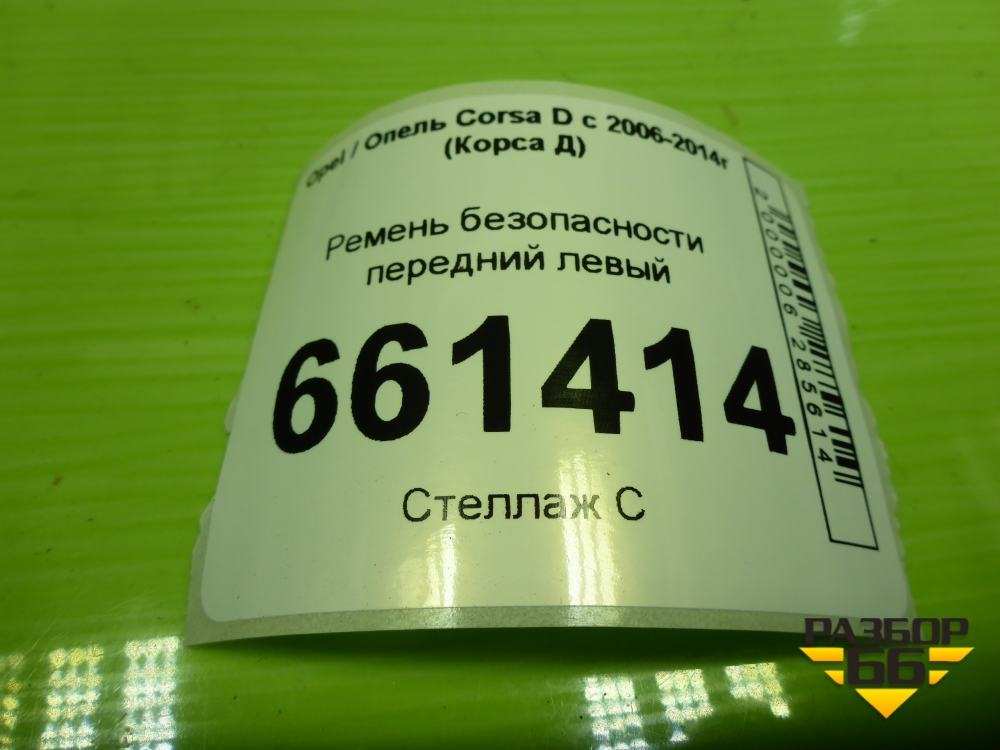 Opel / Опель Corsa D с 2006-2014г
(Корса Д)
Ремень безопасности
передний левый
661414
Стеллаж С
2000006285614
РАЗБОР
66